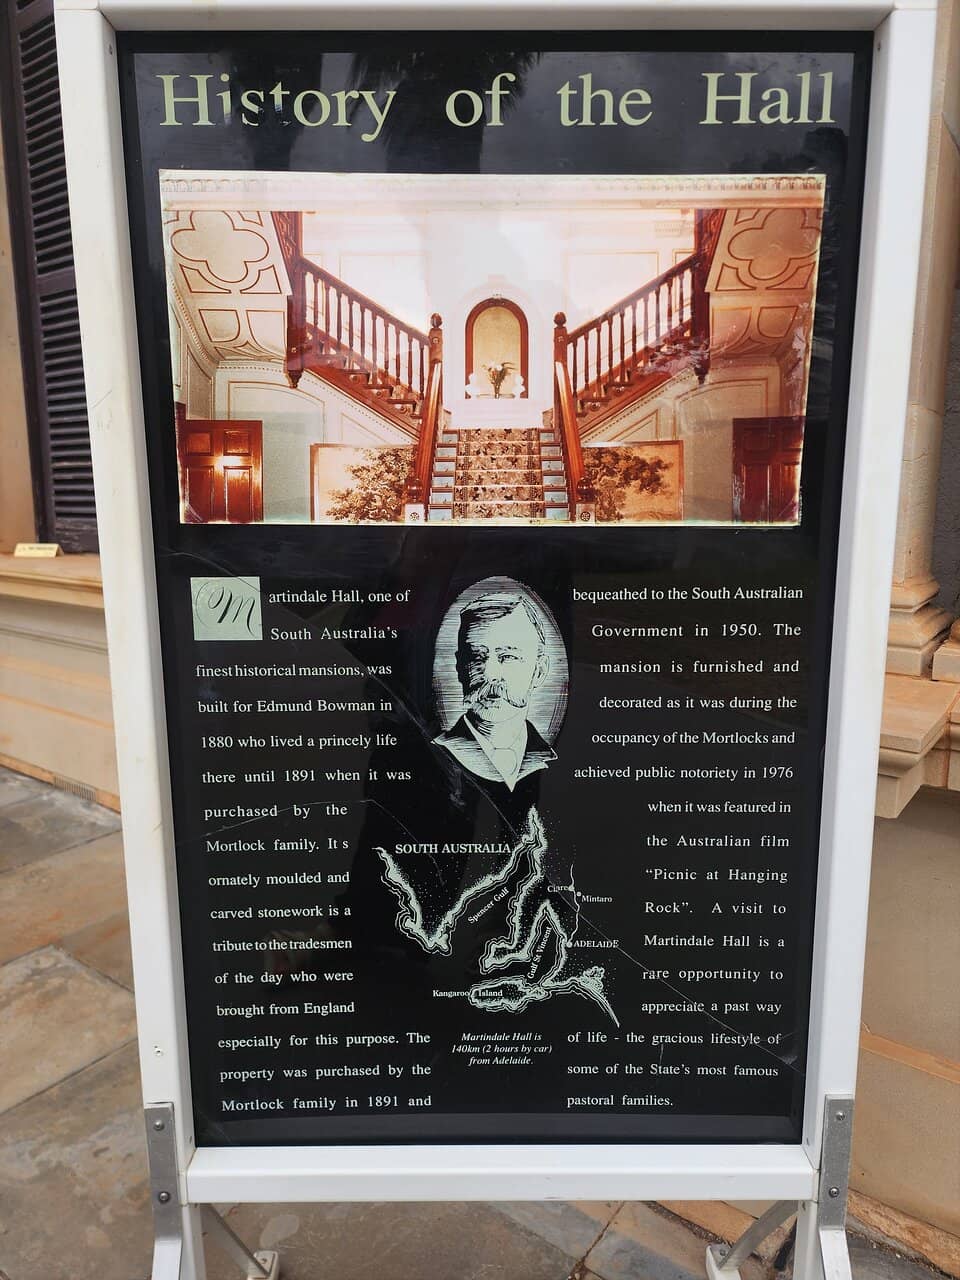 History of the Hall
Martindale Hall, one of
South Australia's
finest historical mansions, was
built for Edmund Bowman in
1880 who lived a princely life
there until 1891 when it was
purchased by the
Mortlock family. It s
ornately moulded and
carved stonework is a
tribute to the tradesmen
of the day who were
brought from England
especially for this purpose. The
property was purchased by the
Mortlock family in 1891 and
bequeathed to the South Australian
Government in 1950. The
mansion is furnished and
decorated as it was during the
occupancy of the Mortlocks and
achieved public notoriety in 1976
when it was featured in
the Australian film
"Picnic at Hanging
Rock". A visit to
Martindale Hall is a
rare opportunity to
appreciate a past way
of life - the gracious lifestyle of
some of the State's most famous
pastoral families.
SOUTH AUSTRALIA
Clare
Mintaro
Spencer Gulf
ADELAIDE
Gulf St Vincent
Kangaroo Island
Martindale Hall is
140km (2 hours by car)
from Adelaide.